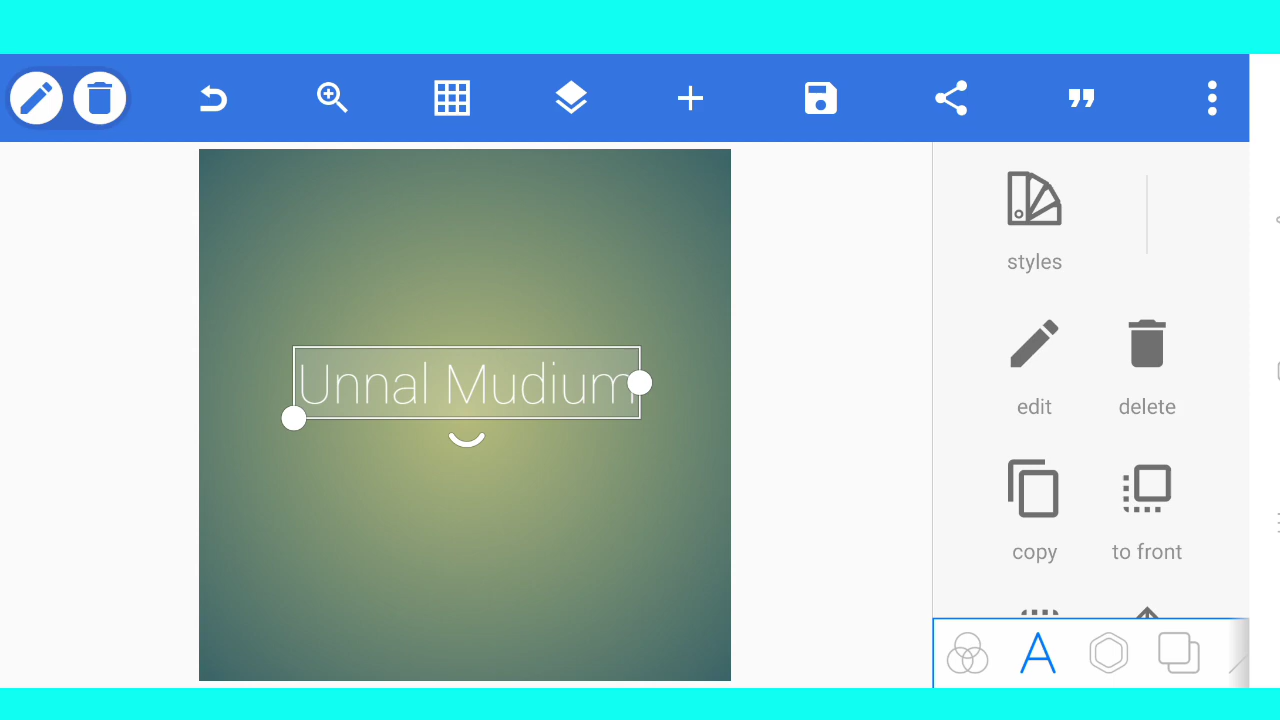 styles
Unnal Mudium
edit
delete
copy
to front